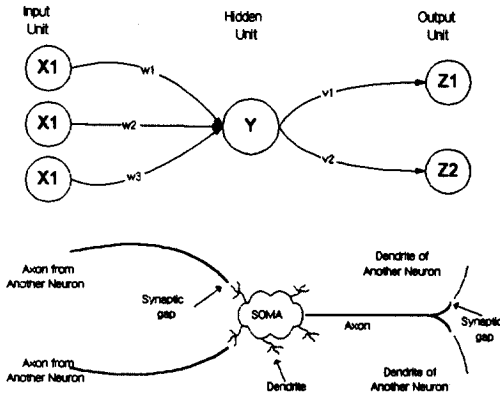 Input
Unit
Hidden
Unit
Output
Unit
X1
w1
v1
Z1
X1
w2
Y
X1
w3
v2
Z2
Axon from
Another Neuron
Synaptic
gap
SOMA
Axon
Dendrite of
Another Neuron
Synaptic
gap
Axon from
Another Neuron
Dendrite
Dendrite of
Another Neuron